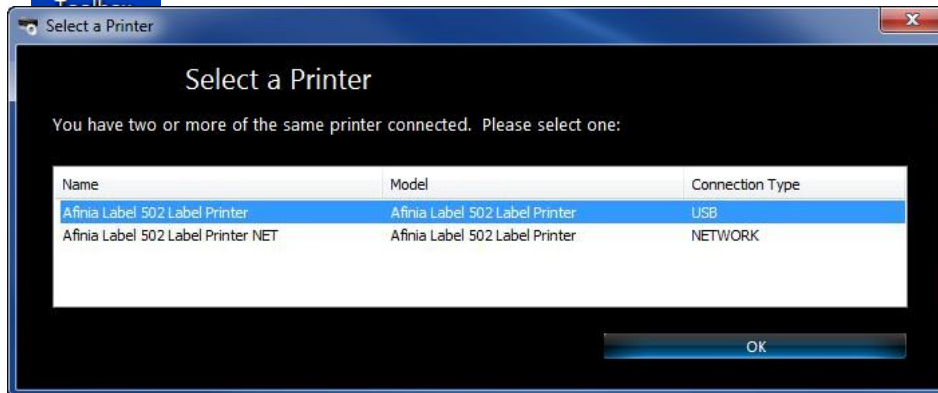 Toolbox
Select a Printer
Select a Printer
You have two or more of the same printer connected. Please select one:
Name Model Connection Type
Afinia Label 502 Label Printer Afinia Label 502 Label Printer USB
Afinia Label 502 Label Printer NET Afinia Label 502 Label Printer NETWORK
OK